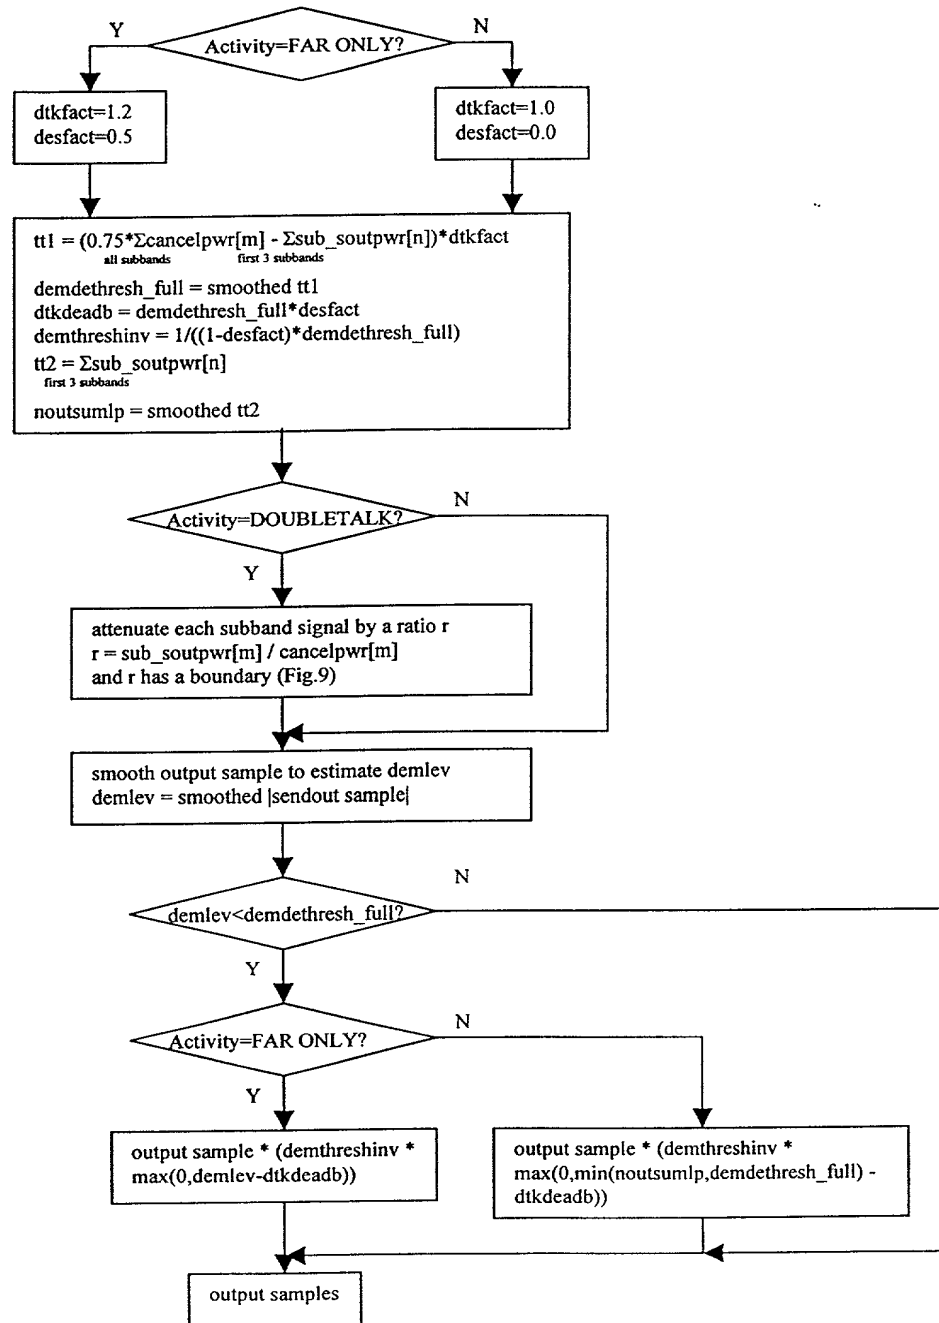 Y
Activity=FAR ONLY?
N
dtkfact=1.2
desfact=0.5
dtkfact=1.0
desfact=0.0
tt1 = (0.75*Σcancelpwr[m] - Σsub_soutpwr[n])*dtkfact
all subbands
first 3 subbands
demdethresh_full = smoothed tt1
dtkdeadb = demdethresh_full*desfact
demthreshinv = 1/((1-desfact)*demdethresh_full)
tt2 = Σsub_soutpwr[n]
first 3 subbands
noutsumlp = smoothed tt2
Activity=DOUBLETALK?
N
Y
attenuate each subband signal by a ratio r
r = sub_soutpwr[m] / cancelpwr[m]
and r has a boundary (Fig.9)
smooth output sample to estimate demlev
demlev = smoothed |sendout sample|
N
demlev<demdethresh_full?
Y
Activity=FAR ONLY?
N
Y
output sample * (demthreshinv *
max(0,demlev-dtkdeadb))
output sample * (demthreshinv *
max(0,min(noutsumlp,demdethresh_full) -
dtkdeadb))
output samples